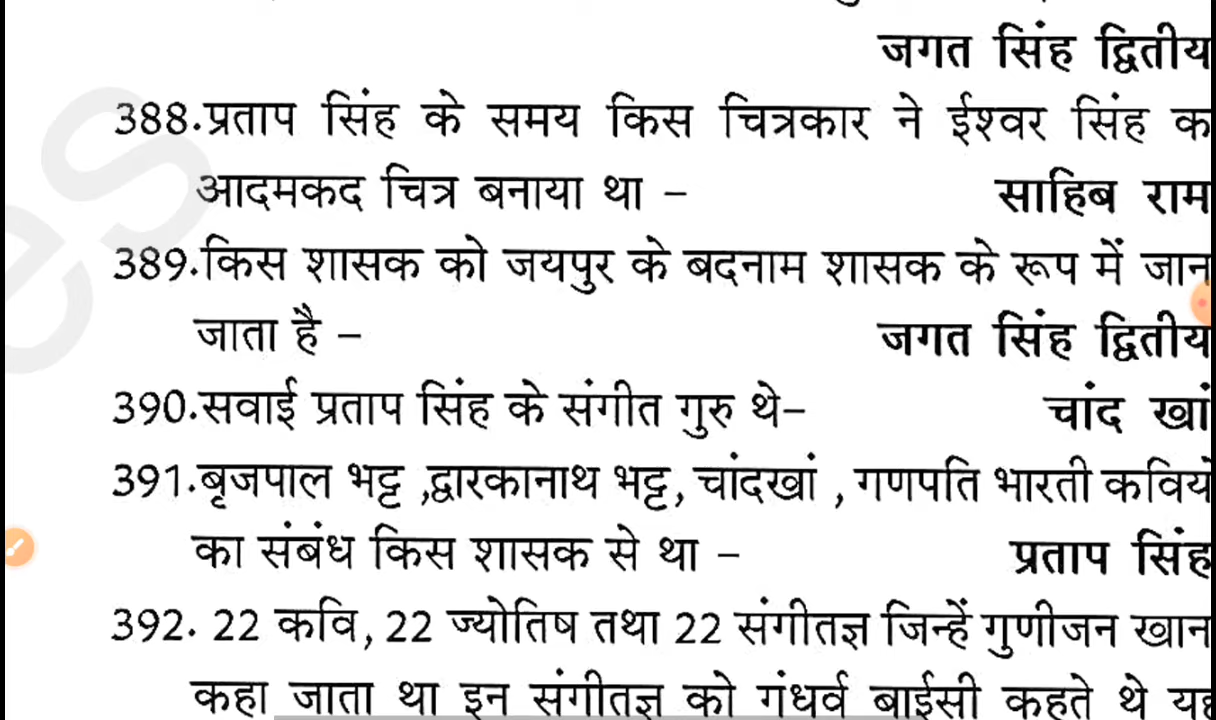 जगत सिंह द्वितीय
388.प्रताप सिंह के समय किस चित्रकार ने ईश्वर सिंह क
आदमकद चित्र बनाया था – साहिब राम
389.किस शासक को जयपुर के बदनाम शासक के रूप में जान
जाता है – जगत सिंह द्वितीय
390.सवाई प्रताप सिंह के संगीत गुरु थे– चांद खां
391.बृजपाल भट्ट ,द्वारकानाथ भट्ट, चांदखां , गणपति भारती कवियो
का संबंध किस शासक से था – प्रताप सिंह
392. 22 कवि, 22 ज्योतिष तथा 22 संगीतज्ञ जिन्हें गुणीजन खान
कहा जाता था इन संगीतज्ञ को गंधर्व बाईसी कहते थे यह
es